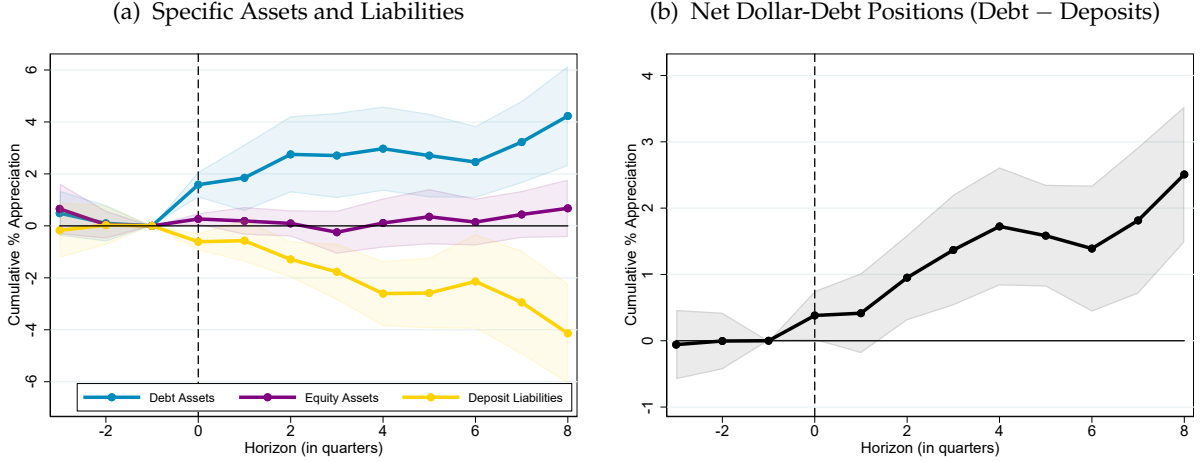 (a) Specific Assets and Liabilities
Cumulative % Appreciation
6
4
2
0
-2
-4
-6
Debt Assets
Equity Assets
Deposit Liabilities
-2
0
2
4
6
8
Horizon (in quarters)
(b) Net Dollar-Debt Positions (Debt − Deposits)
Cumulative % Appreciation
4
3
2
1
0
-1
-2
0
2
4
6
8
Horizon (in quarters)